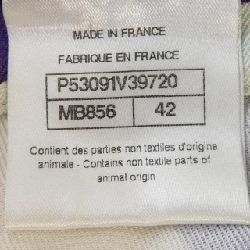 MADE IN FRANCE
FABRIQUE EN FRANCE
P53091V39720
MB856 42
Contient des parties non textiles d'origine
animale - Contains non textile parts of
animal origin